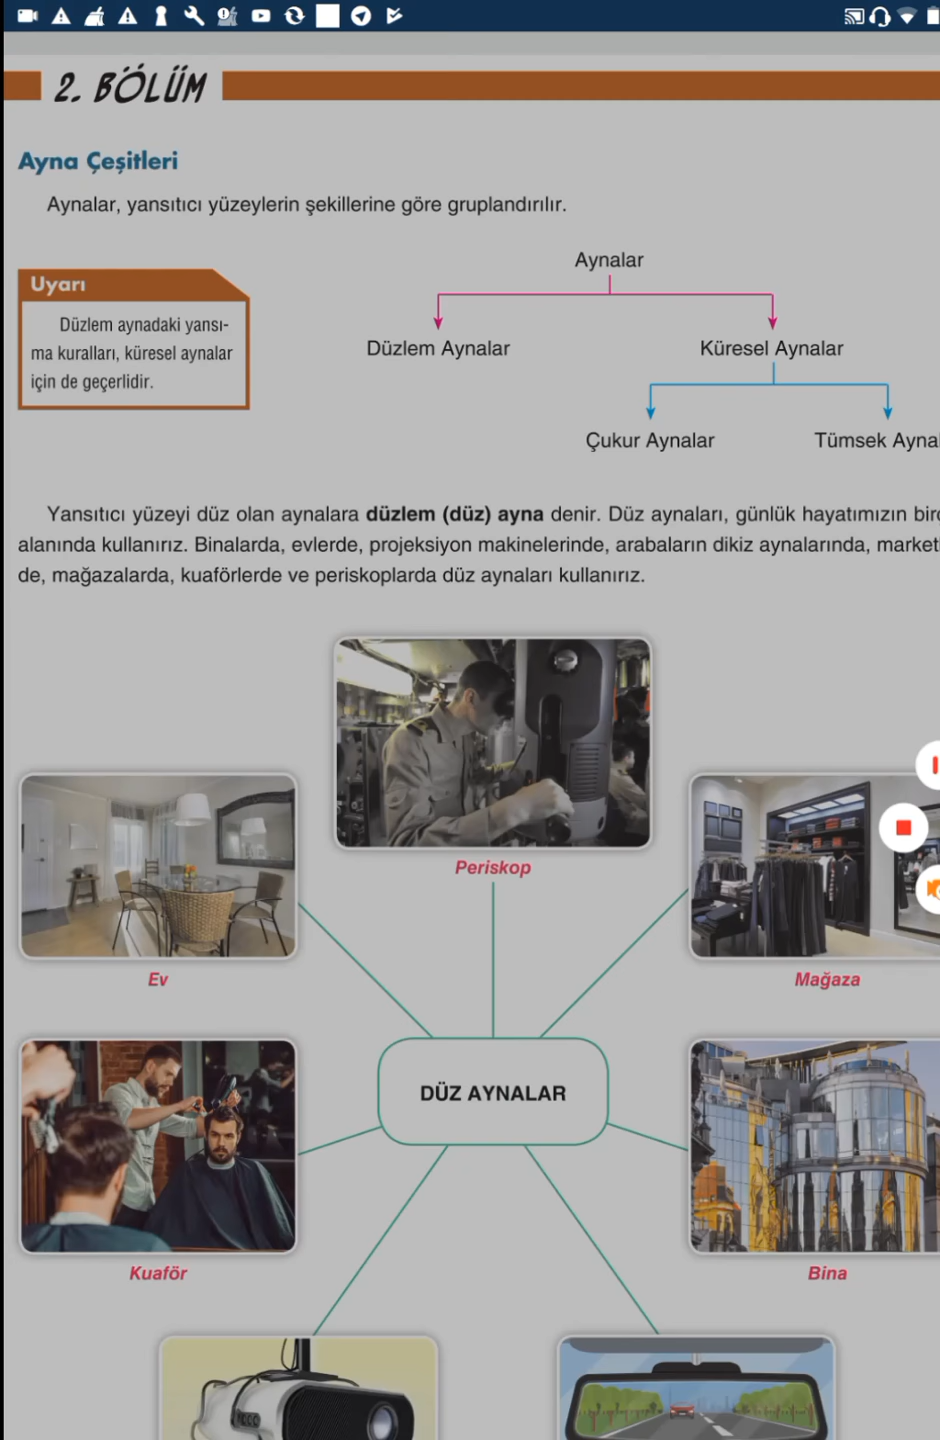 2. BÖLÜM
Ayna Çeşitleri
Aynalar, yansıtıcı yüzeylerin şekillerine göre gruplandırılır.
Aynalar
Uyarı
Düzlem aynadaki yansı-
ma kuralları, küresel aynalar
için de geçerlidir.
Düzlem Aynalar
Küresel Aynalar
Çukur Aynalar
Tümsek Ayna
Yansıtıcı yüzeyi düz olan aynalara düzlem (düz) ayna denir. Düz aynaları, günlük hayatımızın
alanında kullanırız. Binalarda, evlerde, projeksiyon makinelerinde, arabaların dikiz aynalarında, market
de, mağazalarda, kuaförlerde ve periskoplarda düz aynaları kullanırız.
Periskop
Ev
Mağaza
DÜZ AYNALAR
Kuaför
Bina